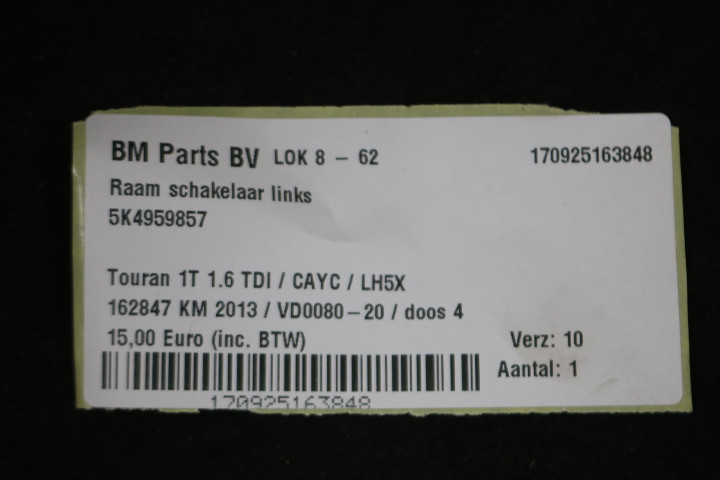 BM Parts BV LOK 8 - 62 170925163848
Raam schakelaar links
5K4959857
Touran 1T 1.6 TDI / CAYC / LH5X
162847 KM 2013 / VD0080-20 / doos 4
15,00 Euro (inc. BTW) Verz: 10
Aantal: 1
170925163848